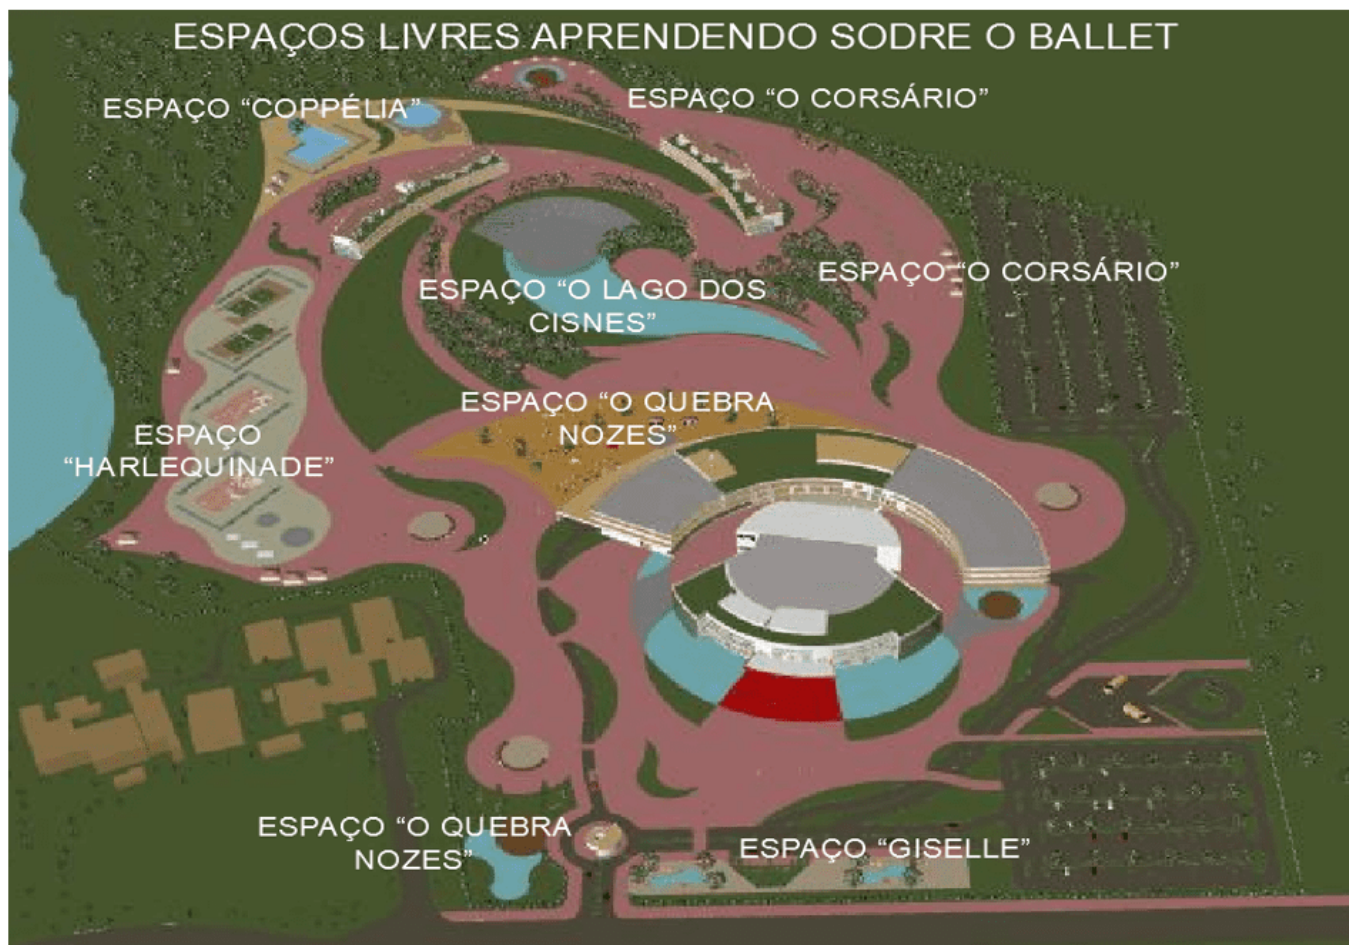 ESPAÇOS LIVRES APRENDENDO SODRE O BALLET
ESPAÇO “COPPÉLIA”
ESPAÇO “O CORSÁRIO”
ESPAÇO “O CORSÁRIO”
ESPAÇO “O LAGO DOS
CISNES”
ESPAÇO “O QUEBRA
NOZES”
ESPAÇO
“HARLEQUINADE”
ESPAÇO “O QUEBRA
NOZES”
ESPAÇO “GISELLE”